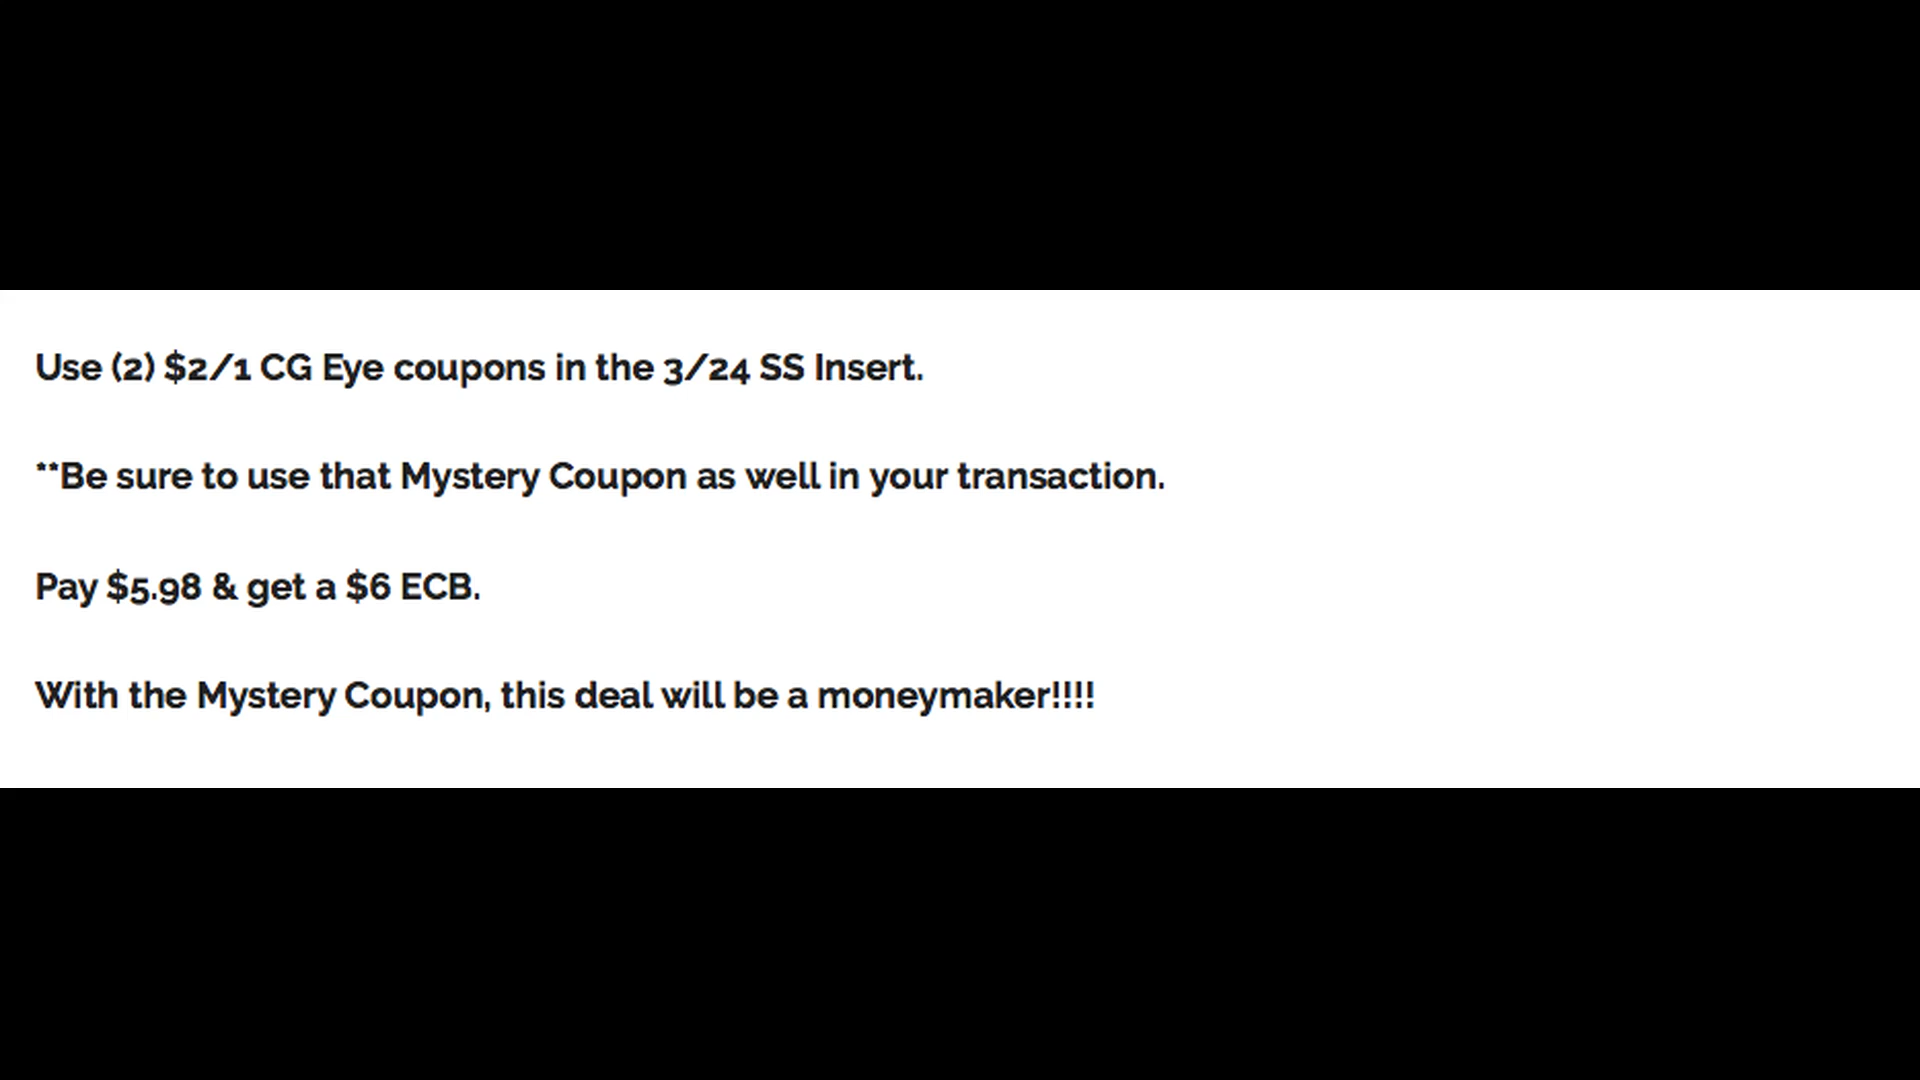 Use (2) $2/1 CG Eye coupons in the 3/24 SS Insert.
**Be sure to use that Mystery Coupon as well in your transaction.
Pay $5.98 & get a $6 ECB.
With the Mystery Coupon, this deal will be a moneymaker!!!!